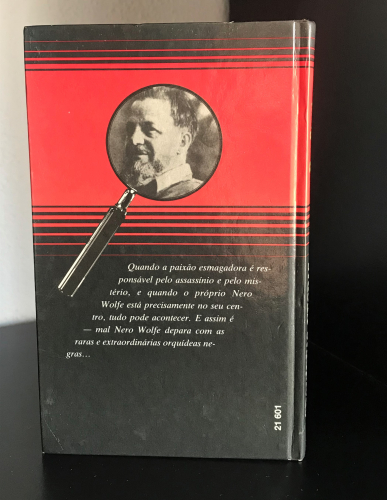 Quando a paixão esmagadora é res-
ponsável pelo assassínio e pelo mis-
tério, e quando o próprio Nero
Wolfe está precisamente no seu cen-
tro, tudo pode acontecer. E assim é
— mal Nero Wolfe depara com as
raras e extraordinárias orquídeas ne-
gras...
21 601